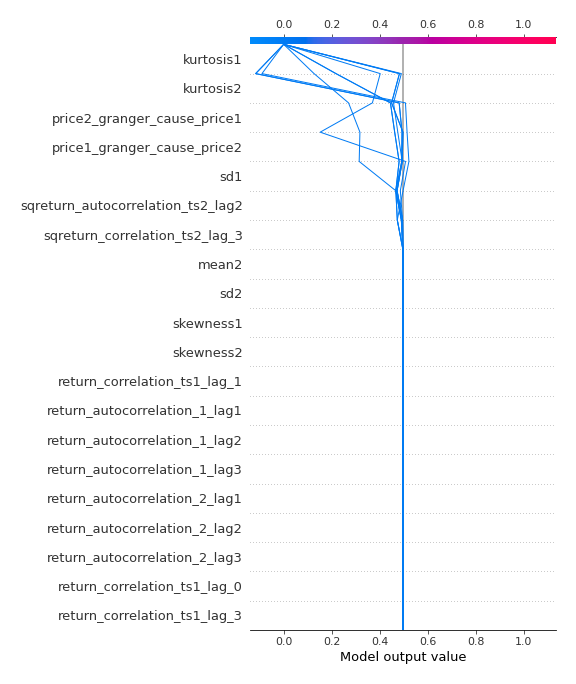 0.0 0.2 0.4 0.6 0.8 1.0
kurtosis1
kurtosis2
price2_granger_cause_price1
price1_granger_cause_price2
sd1
sqreturn_autocorrelation_ts2_lag2
sqreturn_correlation_ts2_lag_3
mean2
sd2
skewness1
skewness2
return_correlation_ts1_lag_1
return_autocorrelation_1_lag1
return_autocorrelation_1_lag2
return_autocorrelation_1_lag3
return_autocorrelation_2_lag1
return_autocorrelation_2_lag2
return_autocorrelation_2_lag3
return_correlation_ts1_lag_0
return_correlation_ts1_lag_3
0.0 0.2 0.4 0.6 0.8 1.0
Model output value